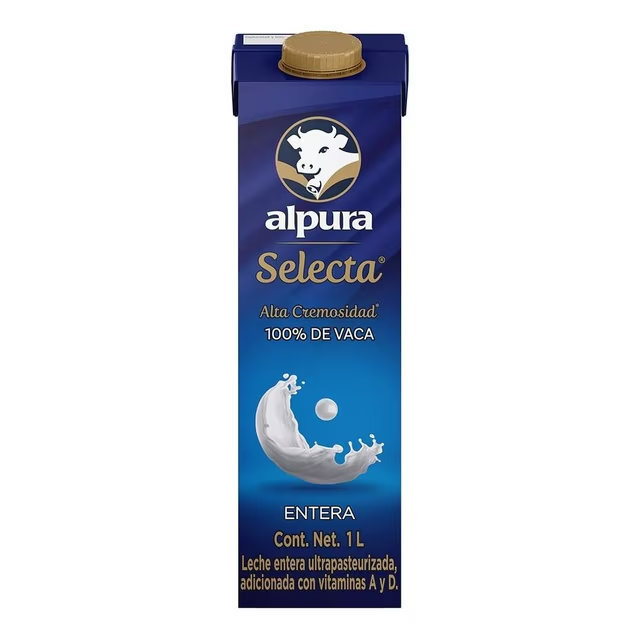 alpura
Selecta®
Alta Cremosidad®
100% DE VACA
ENTERA
Cont. Net. 1 L
Leche entera ultrapasteurizada,
adicionada con vitaminas A y D.